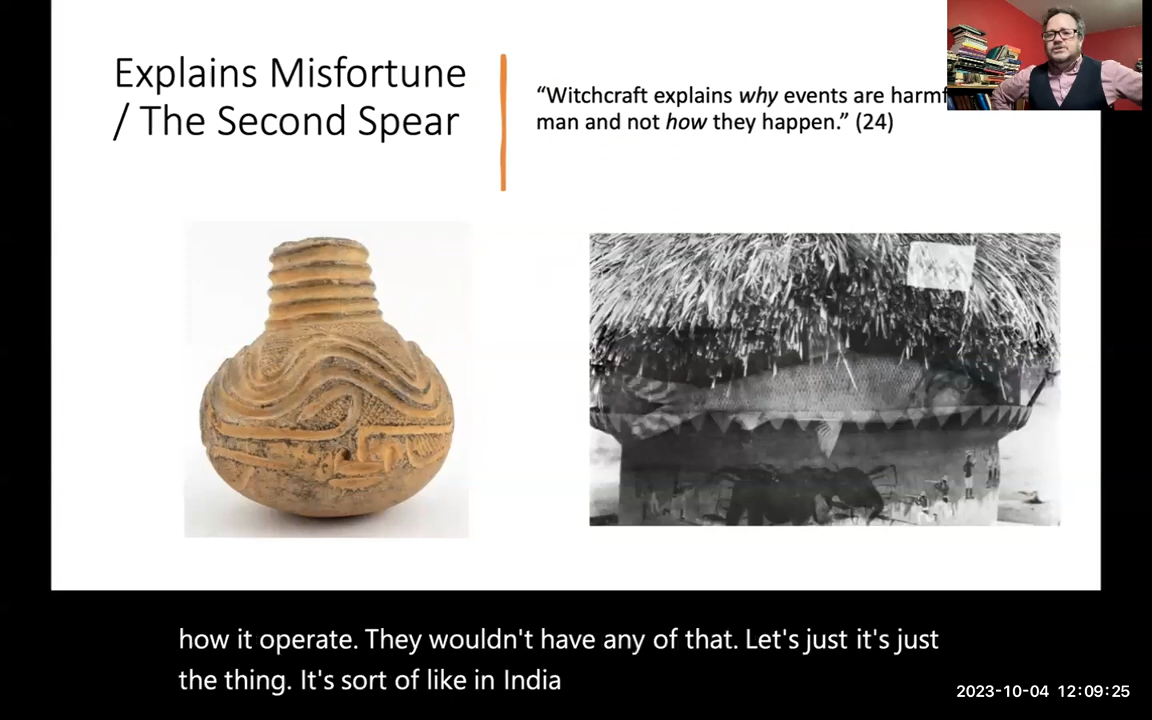 Explains Misfortune
/ The Second Spear
“Witchcraft explains why events are
man and not how they happen.” (24)
how it operate. They wouldn't have any of that. Let's just it's just
the thing. It's sort of like in India
2023-10-04 12:09:25